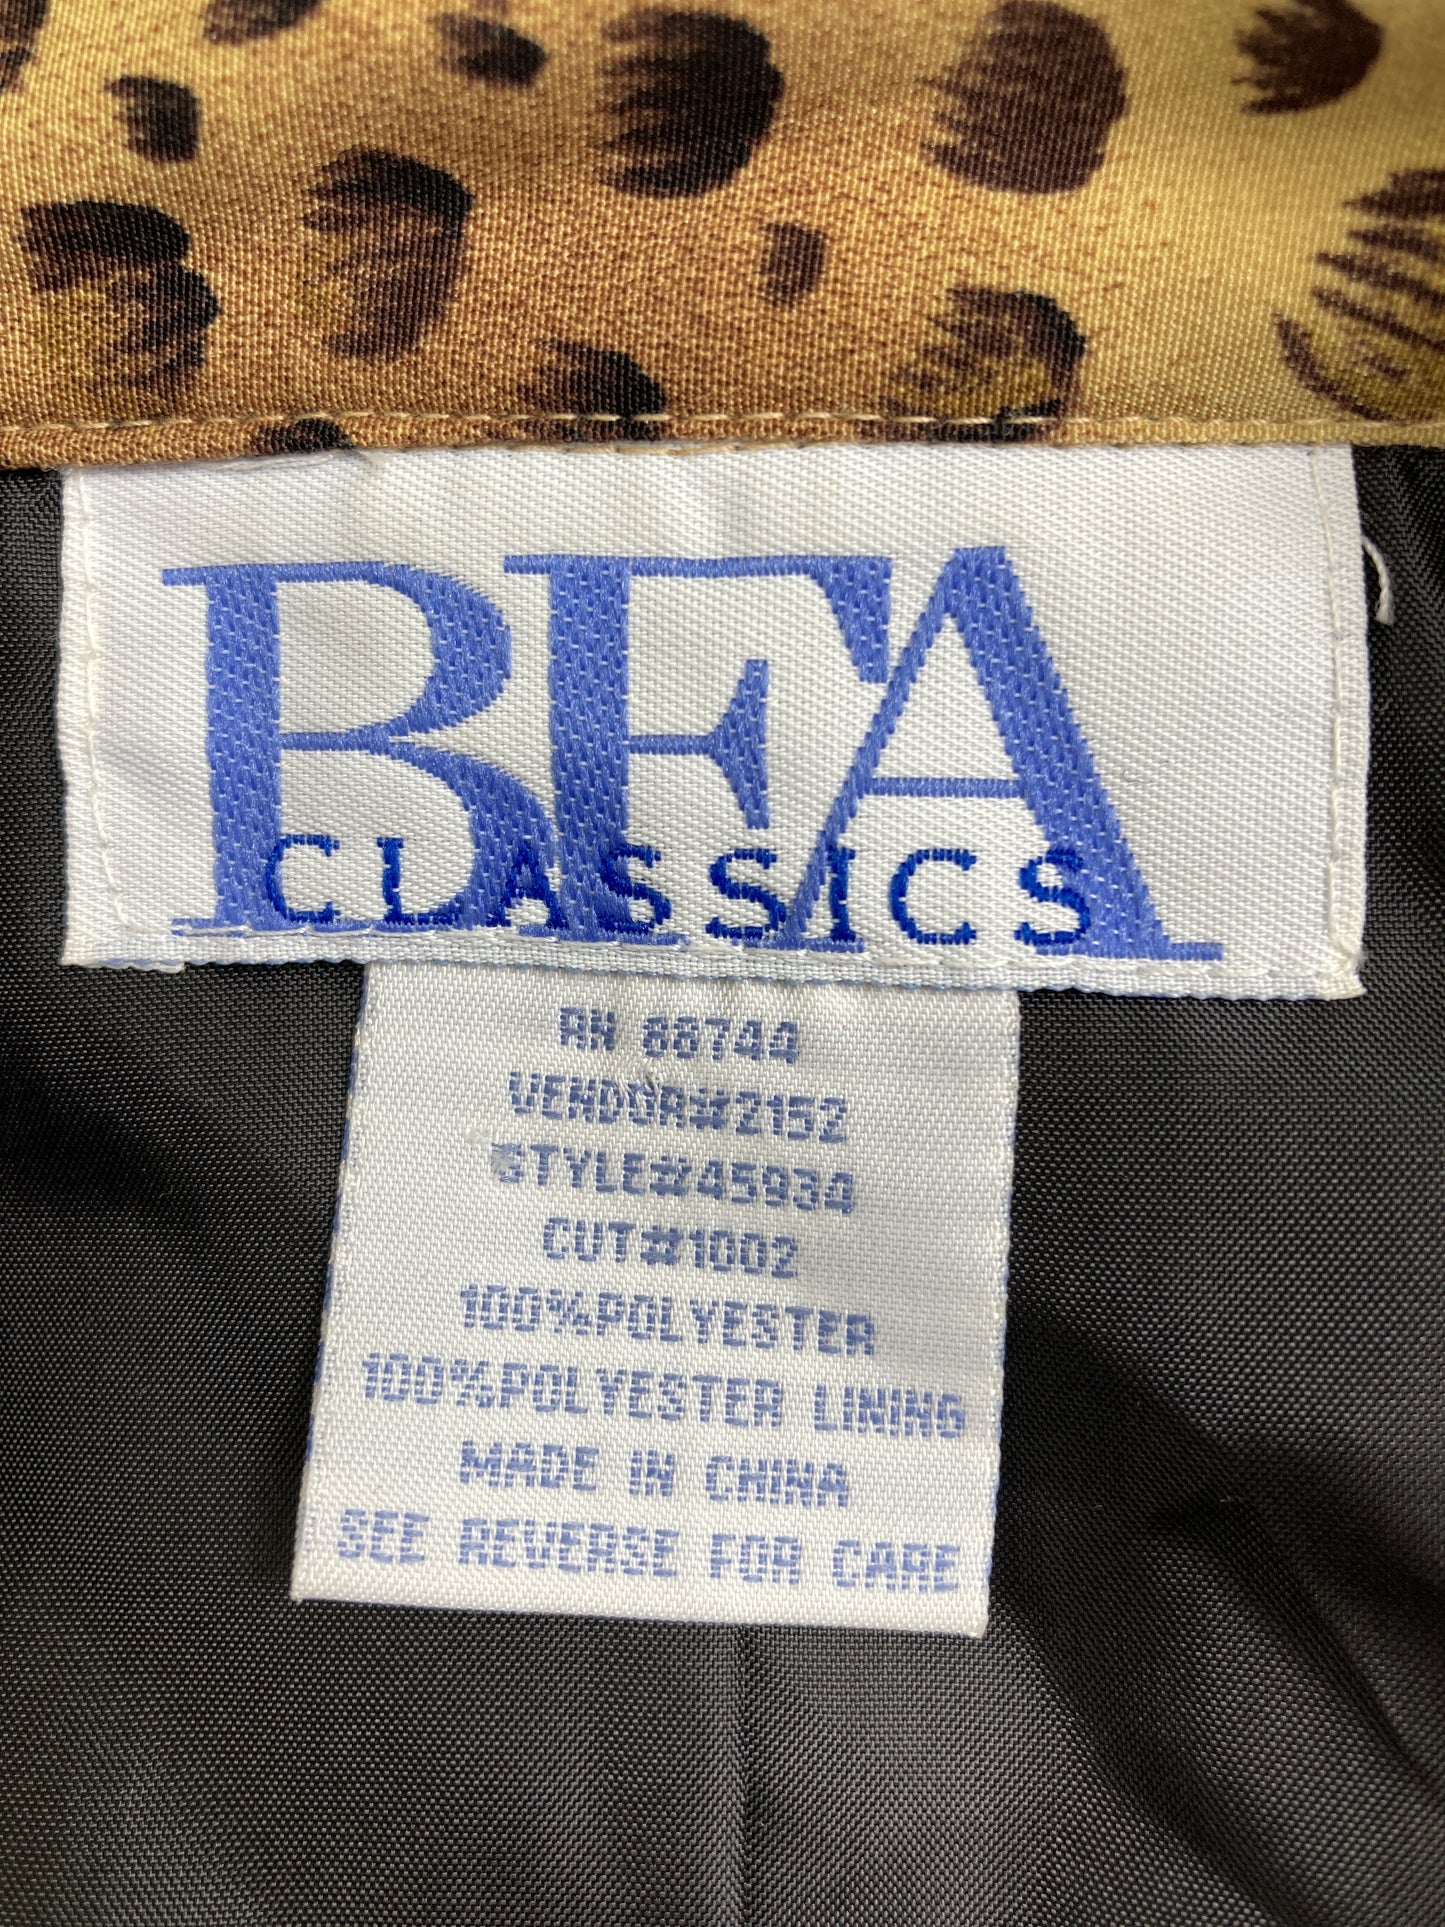 BFA
CLASSICS
RN 88744
VENDOR#2152
STYLE#45934
CUT#1002
100%POLYESTER
100%POLYESTER LINING
MADE IN CHINA
SEE REVERSE FOR CARE